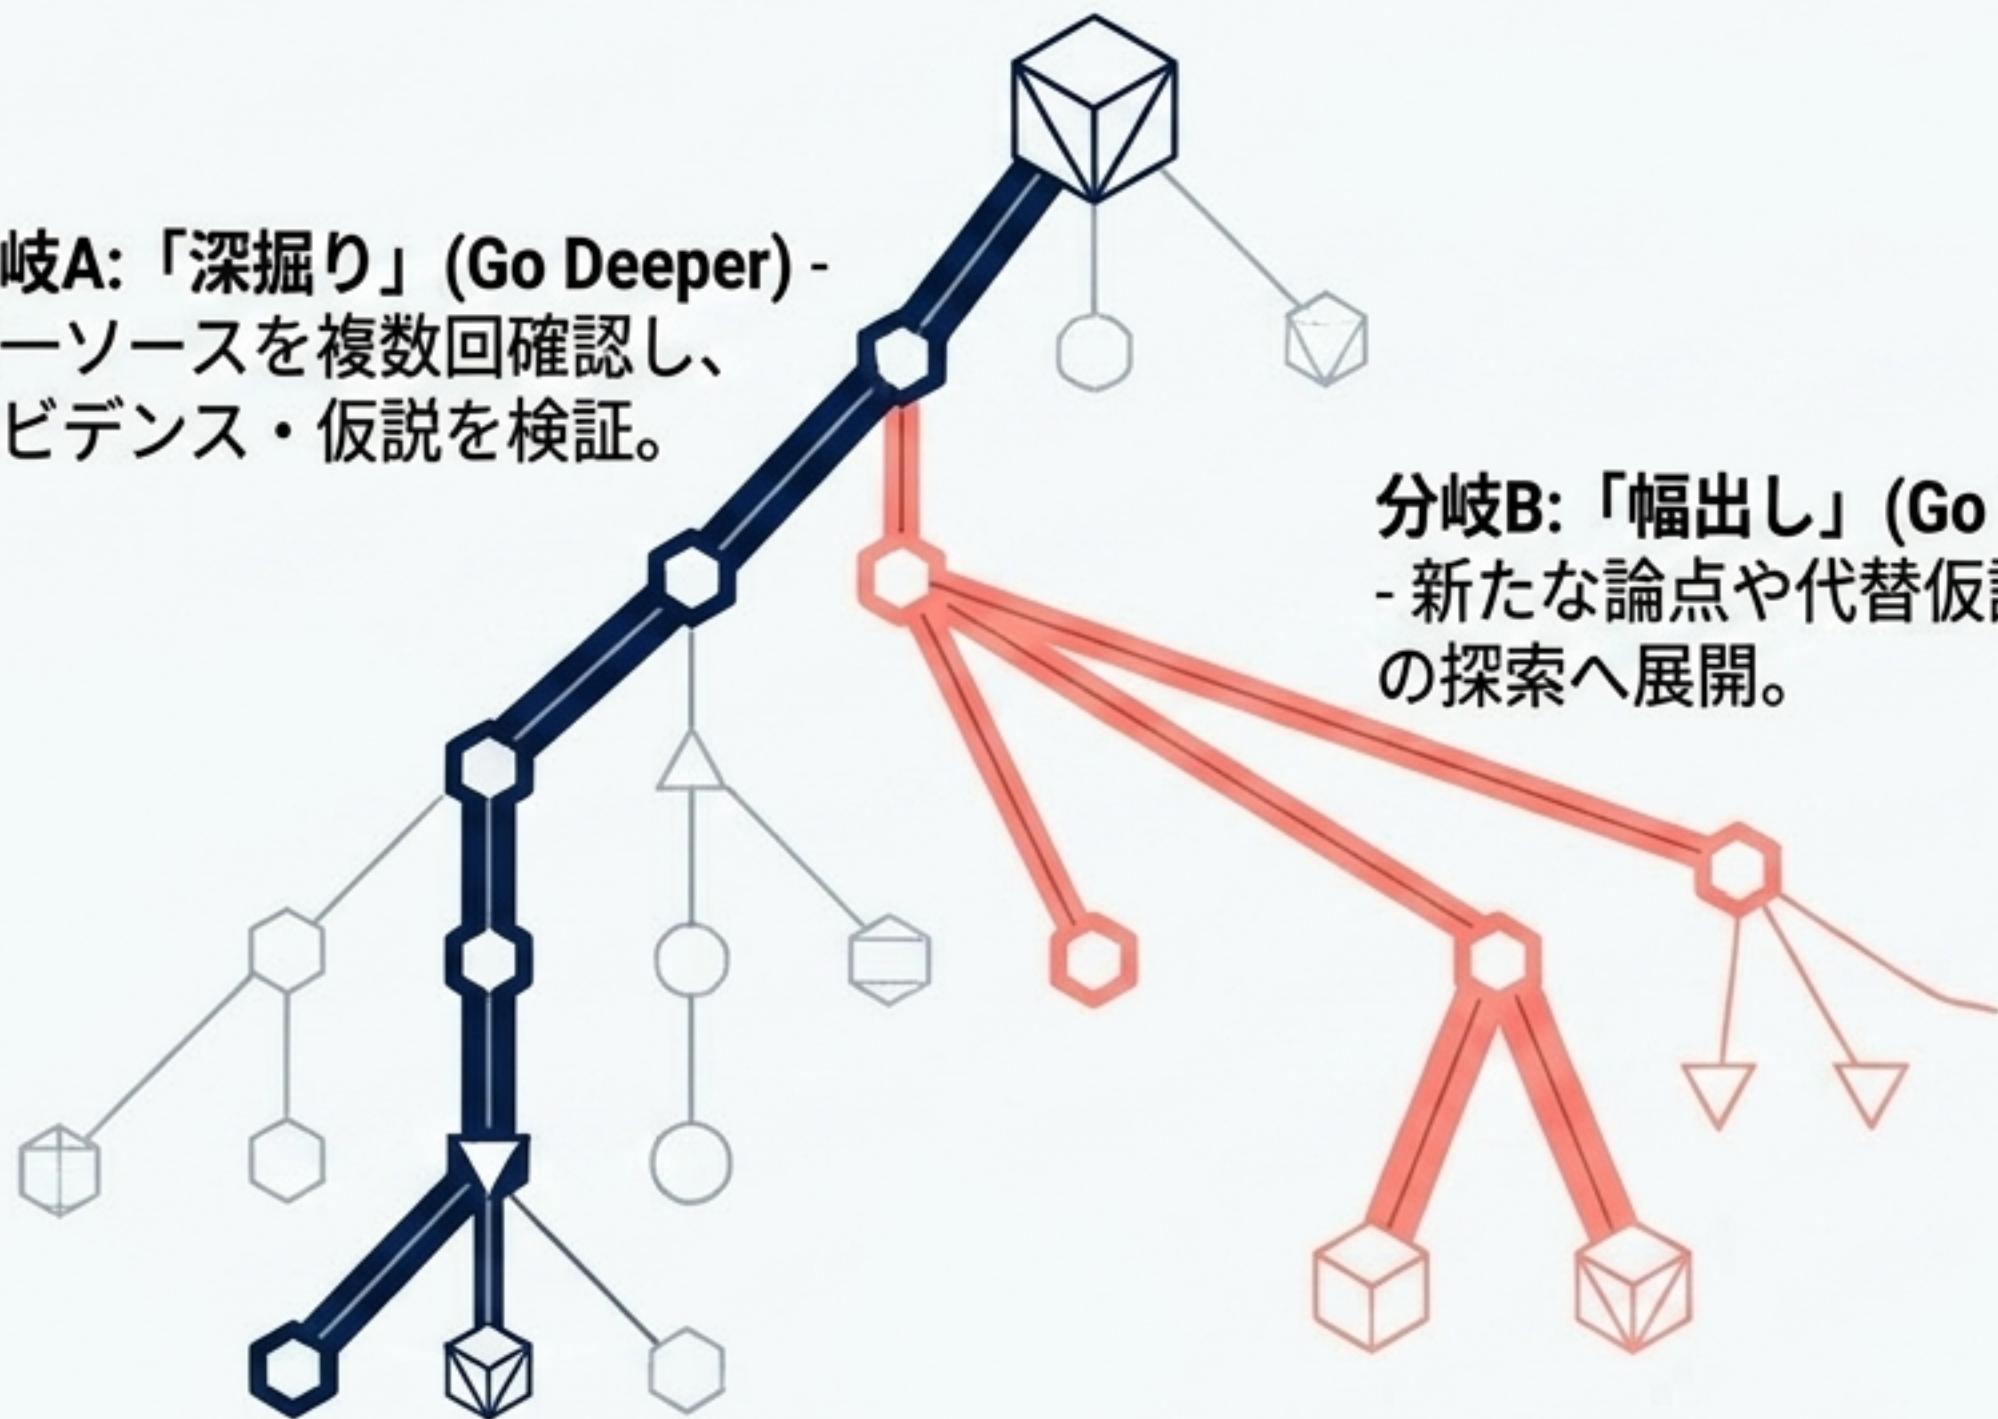 岐A:「深掘り」(Go Deeper) -
ーソースを複数回確認し、
ビデンス・仮説を検証。
分岐B:「幅出し」(Go
- 新たな論点や代替仮
の探索へ展開。